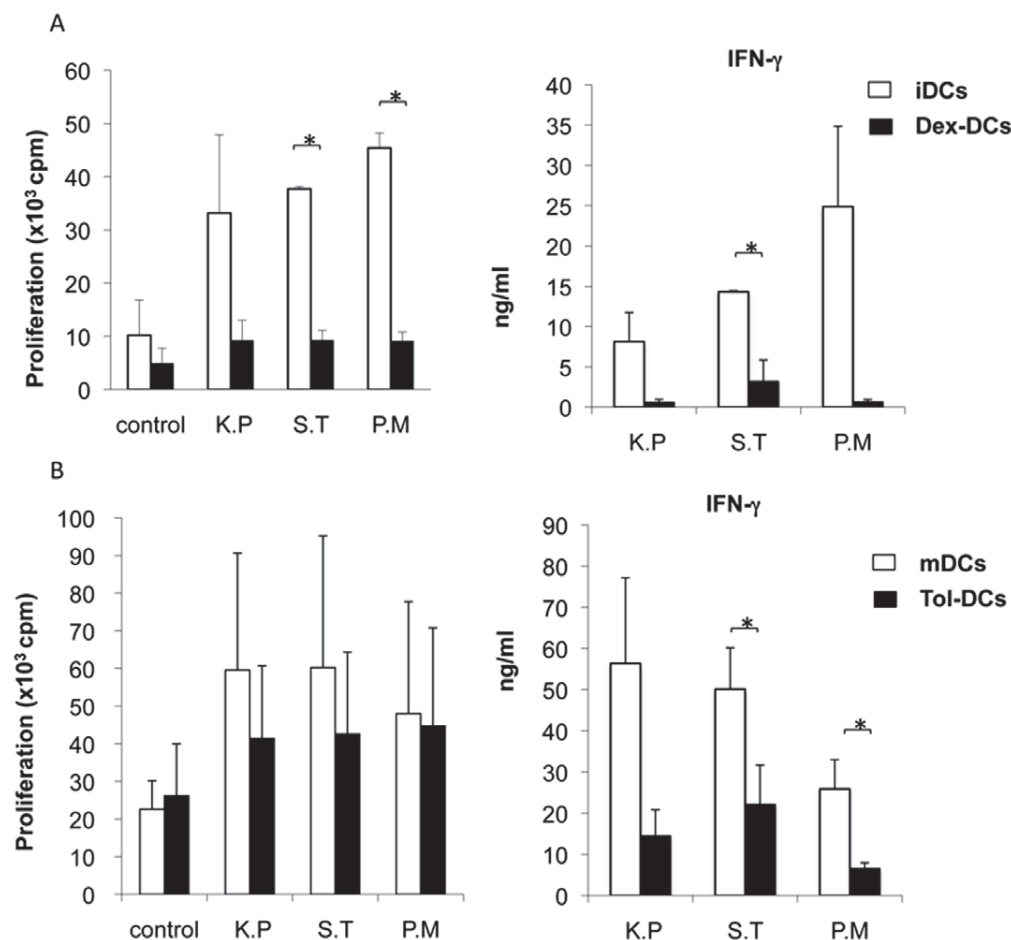 A
Proliferation (x10³ cpm)
60
50
40
30
20
10
0
*
*
control K.P S.T P.M
IFN-γ
ng/ml
40
35
30
25
20
15
10
5
0
*
K.P S.T P.M
iDCs
Dex-DCs
B
Proliferation (x10³ cpm)
100
90
80
70
60
50
40
30
20
10
0
control K.P S.T P.M
IFN-γ
ng/ml
90
80
70
60
50
40
30
20
10
0
*
*
K.P S.T P.M
mDCs
Tol-DCs